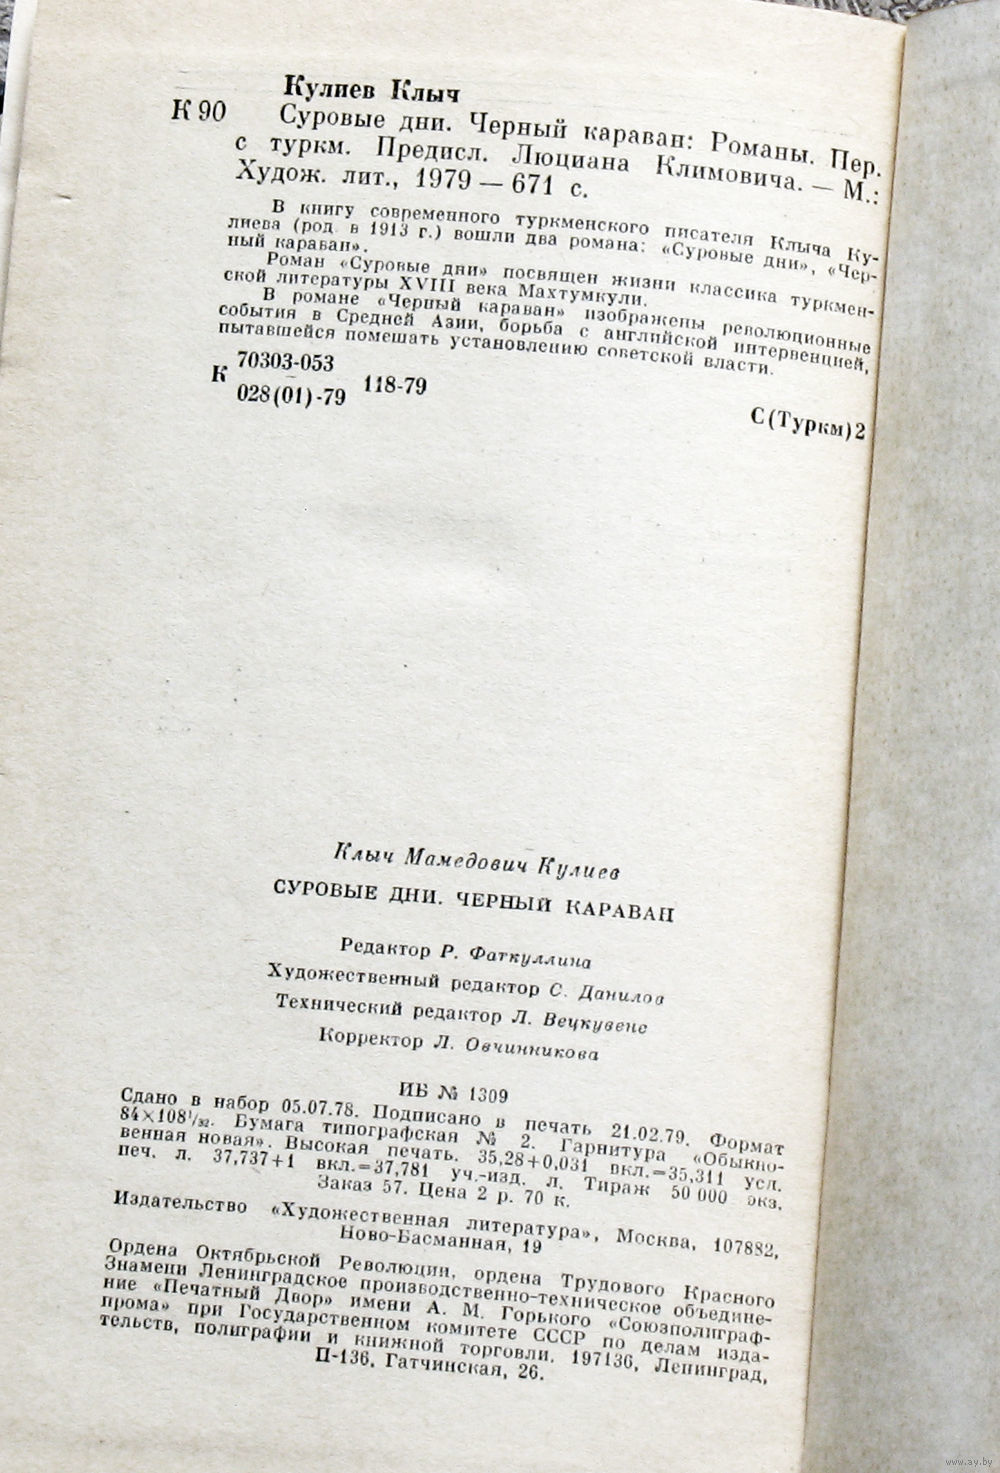 Кулиев Клыч
К 90 Суровые дни. Черный караван: Романы. Пер.
с туркм. Предисл. Люциана Климовича. — М.:
Худож. лит., 1979 — 671 с.
В книгу современного туркменского писателя Клыча Ку-
лиева (род. в 1913 г.) вошли два романа: «Суровые дни», «Чер-
ный караван».
Роман «Суровые дни» посвящен жизни классика туркмен-
ской литературы XVIII века Махтумкули.
В романе «Черный караван» изображены революционные
события в Средней Азии, борьба с английской интервенцией,
пытавшейся помешать установлению советской власти.
К 70303-053
028(01)-79 118-79
С(Туркм)2
Клыч Мамедович Кулиев
СУРОВЫЕ ДНИ. ЧЕРНЫЙ КАРАВАН
Редактор Р. Фаткуллина
Художественный редактор С. Данилов
Технический редактор Л. Вецкувенс
Корректор Л. Овчинникова
ИБ № 1309
Сдано в набор 05.07.78. Подписано в печать 21.02.79. Формат
84×108¹/₃₂. Бумага типографская № 2. Гарнитура «Обыкно-
венная новая». Высокая печать. 35,28+0,031 вкл.=35,311 усл.
печ. л. 37,737+1 вкл.=37,781 уч.-изд. л. Тираж 50 000 экз.
Заказ 57. Цена 2 р. 70 к.
Издательство «Художественная литература», Москва, 107882,
Ново-Басманная, 19
Ордена Октябрьской Революции, ордена Трудового Красного
Знамени Ленинградское производственно-техническое объедине-
ние «Печатный Двор» имени А. М. Горького «Союзполиграф-
прома» при Государственном комитете СССР по делам изда-
тельств, полиграфии и книжной торговли. 197136, Ленинград,
П-136, Гатчинская, 26.
www.ay.by